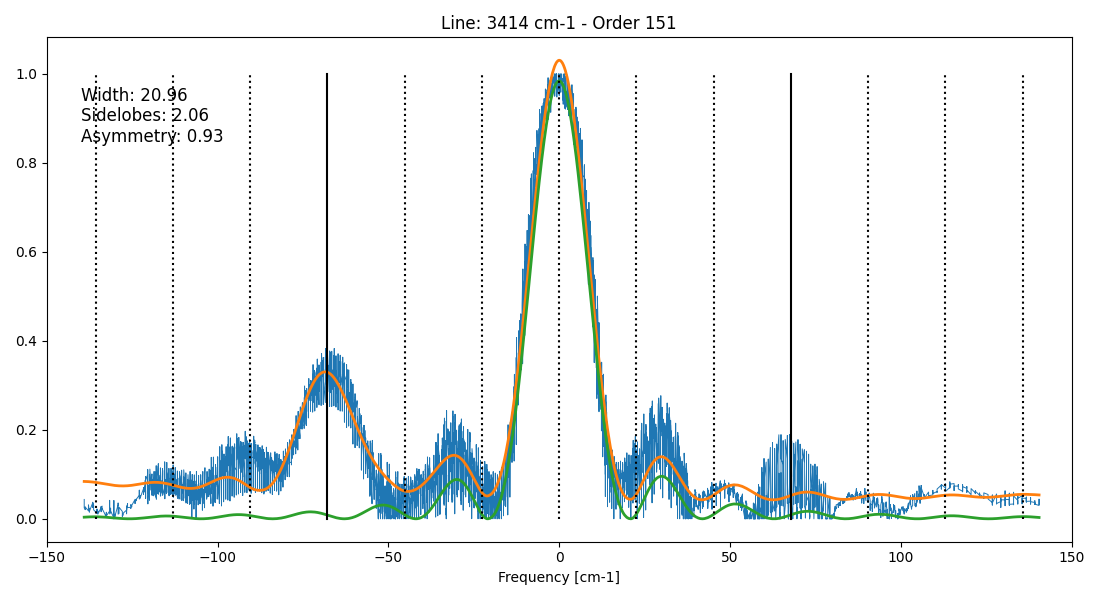 Line: 3414 cm-1 - Order 151
1.0
Width: 20.96
Sidelobes: 2.06
Asymmetry: 0.93
0.8
0.6
0.4
0.2
0.0
−150 −100 −50 0 50 100 150
Frequency [cm-1]